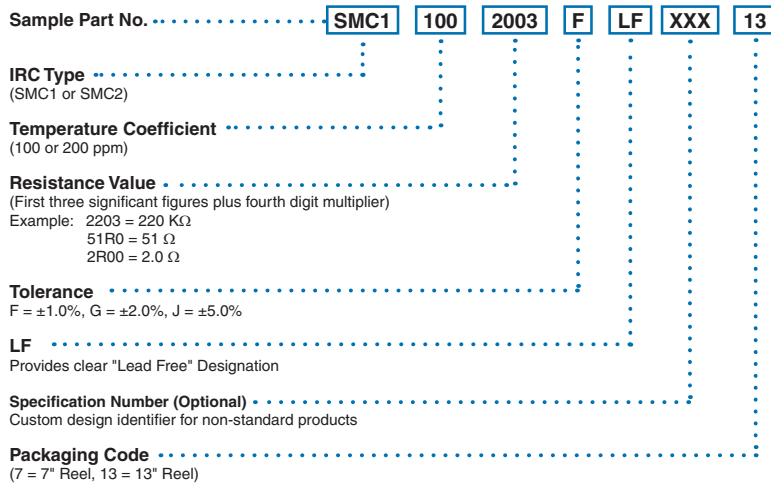 Sample Part No. SMC1 100 2003 F LF XXX 13
IRC Type
(SMC1 or SMC2)
Temperature Coefficient
(100 or 200 ppm)
Resistance Value
(First three significant figures plus fourth digit multiplier)
Example: 2203 = 220 KΩ
51R0 = 51 Ω
2R00 = 2.0 Ω
Tolerance
F = ±1.0%, G = ±2.0%, J = ±5.0%
LF
Provides clear "Lead Free" Designation
Specification Number (Optional)
Custom design identifier for non-standard products
Packaging Code
(7 = 7" Reel, 13 = 13" Reel)